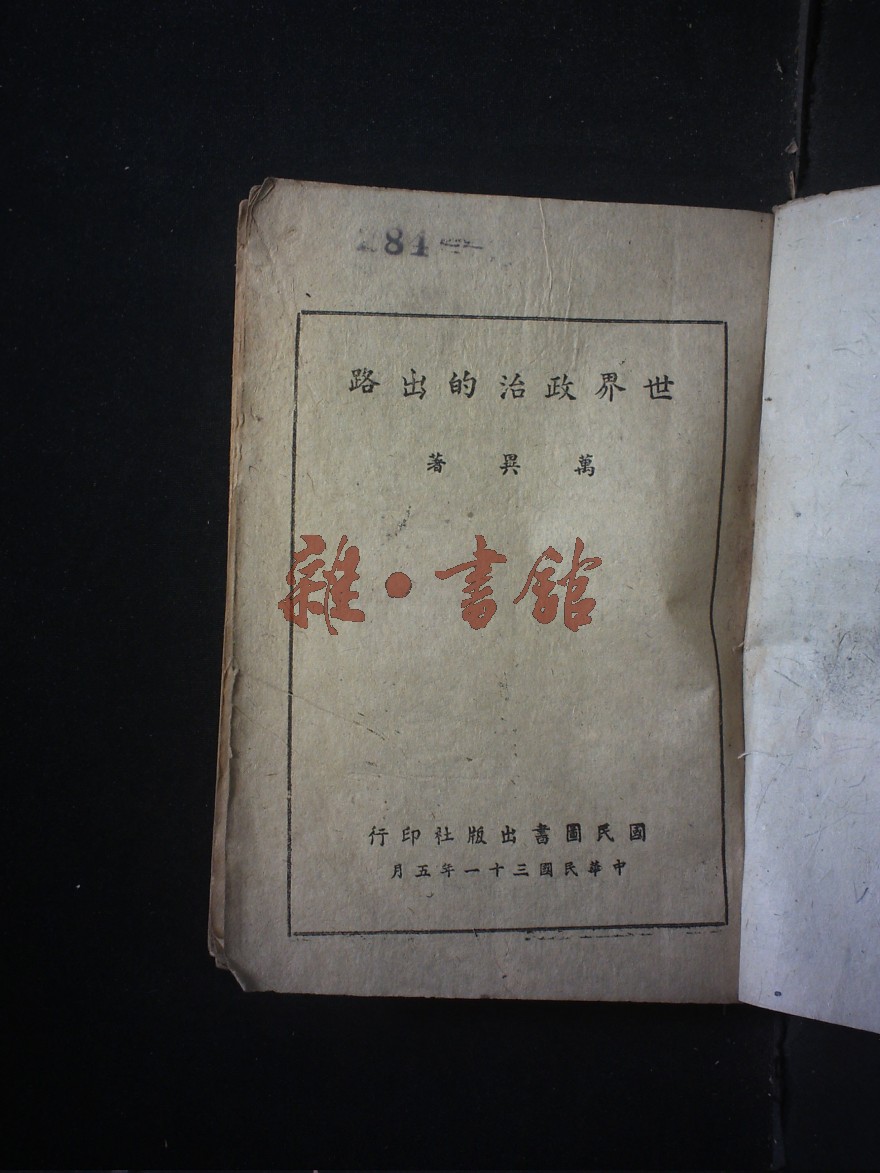 世界政治的出路
萬異著
雜·書館
國民圖書出版社印行
中華民國三十一年五月